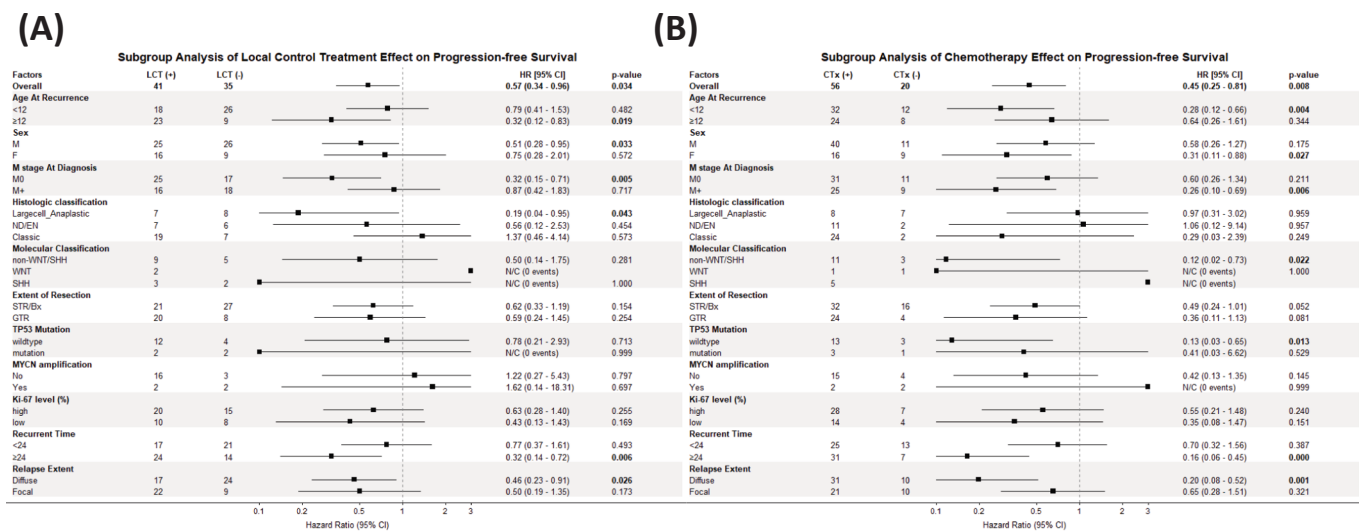 (A)
Subgroup Analysis of Local Control Treatment Effect on Progression-free Survival
Factors LCT (+) LCT (-) HR [95% CI] p-value
Overall 41 35 0.57 (0.34 - 0.96) 0.034
Age At Recurrence
<12 18 26 0.79 (0.41 - 1.53) 0.482
≥12 23 9 0.32 (0.12 - 0.83) 0.019
Sex
M 25 26 0.51 (0.28 - 0.95) 0.033
F 16 9 0.75 (0.28 - 2.01) 0.572
M stage At Diagnosis
M0 25 17 0.32 (0.15 - 0.71) 0.005
M+ 16 18 0.87 (0.42 - 1.83) 0.717
Histologic classification
Largecell_Anaplastic 7 8 0.19 (0.04 - 0.95) 0.043
ND/EN 7 6 0.56 (0.12 - 2.53) 0.454
Classic 19 7 1.37 (0.46 - 4.14) 0.573
Molecular Classification
non-WNT/SHH 9 5 0.50 (0.14 - 1.75) 0.281
WNT 2 N/C (0 events)
SHH 3 2 N/C (0 events) 1.000
Extent of Resection
STR/Bx 21 27 0.62 (0.33 - 1.19) 0.154
GTR 20 8 0.59 (0.24 - 1.45) 0.254
TP53 Mutation
wildtype 12 4 0.78 (0.21 - 2.93) 0.713
mutation 2 2 N/C (0 events) 0.999
MYCN amplification
No 16 3 1.22 (0.27 - 5.43) 0.797
Yes 2 2 1.62 (0.14 - 18.31) 0.697
Ki-67 level (%)
high 20 15 0.63 (0.28 - 1.40) 0.255
low 10 8 0.43 (0.13 - 1.43) 0.169
Recurrent Time
<24 17 21 0.77 (0.37 - 1.61) 0.493
≥24 24 14 0.32 (0.14 - 0.72) 0.006
Relapse Extent
Diffuse 17 24 0.46 (0.23 - 0.91) 0.026
Focal 22 9 0.50 (0.19 - 1.35) 0.173
0.1 0.2 0.5 1 2 3
Hazard Ratio (95% CI)
(B)
Subgroup Analysis of Chemotherapy Effect on Progression-free Survival
Factors CTx (+) CTx (-) HR [95% CI] p-value
Overall 56 20 0.45 (0.25 - 0.81) 0.008
Age At Recurrence
<12 32 12 0.28 (0.12 - 0.66) 0.004
≥12 24 8 0.64 (0.26 - 1.61) 0.344
Sex
M 40 11 0.58 (0.26 - 1.27) 0.175
F 16 9 0.31 (0.11 - 0.88) 0.027
M stage At Diagnosis
M0 31 11 0.60 (0.26 - 1.34) 0.211
M+ 25 9 0.26 (0.10 - 0.69) 0.006
Histologic classification
Largecell_Anaplastic 8 7 0.97 (0.31 - 3.02) 0.959
ND/EN 11 2 1.06 (0.12 - 9.14) 0.957
Classic 24 2 0.29 (0.03 - 2.39) 0.249
Molecular Classification
non-WNT/SHH 11 3 0.12 (0.02 - 0.73) 0.022
WNT 1 1 N/C (0 events) 1.000
SHH 5 N/C (0 events)
Extent of Resection
STR/Bx 32 16 0.49 (0.24 - 1.01) 0.052
GTR 24 4 0.36 (0.11 - 1.13) 0.081
TP53 Mutation
wildtype 13 3 0.13 (0.03 - 0.65) 0.013
mutation 3 1 0.41 (0.03 - 6.62) 0.529
MYCN amplification
No 15 4 0.42 (0.13 - 1.35) 0.145
Yes 2 2 N/C (0 events) 0.999
Ki-67 level (%)
high 28 7 0.55 (0.21 - 1.48) 0.240
low 14 4 0.35 (0.08 - 1.47) 0.151
Recurrent Time
<24 25 13 0.70 (0.32 - 1.56) 0.387
≥24 31 7 0.16 (0.06 - 0.45) 0.000
Relapse Extent
Diffuse 31 10 0.20 (0.08 - 0.52) 0.001
Focal 21 10 0.65 (0.28 - 1.51) 0.321
0.1 0.2 0.5 1 2 3
Hazard Ratio (95% CI)